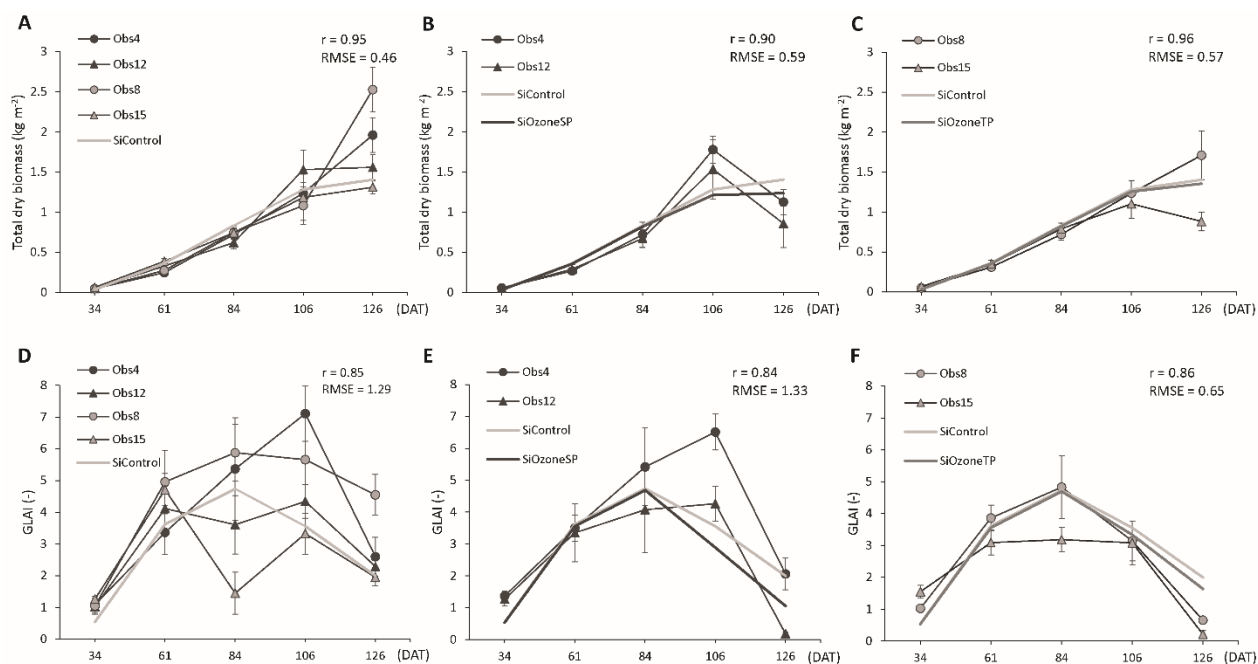 A
Obs4
Obs12
Obs8
Obs15
SiControl
r = 0.95
RMSE = 0.46
Total dry biomass (kg m⁻²)
3
2.5
2
1.5
1
0.5
0
34 61 84 106 126 (DAT)
B
Obs4
Obs12
SiControl
SiOzoneSP
r = 0.90
RMSE = 0.59
Total dry biomass (kg m⁻²)
3
2.5
2
1.5
1
0.5
0
34 61 84 106 126 (DAT)
C
Obs8
Obs15
SiControl
SiOzoneTP
r = 0.96
RMSE = 0.57
Total dry biomass (kg m⁻²)
3
2.5
2
1.5
1
0.5
0
34 61 84 106 126 (DAT)
D
Obs4
Obs12
Obs8
Obs15
SiControl
r = 0.85
RMSE = 1.29
GLAI (-)
8
7
6
5
4
3
2
1
0
34 61 84 106 126 (DAT)
E
Obs4
Obs12
SiControl
SiOzoneSP
r = 0.84
RMSE = 1.33
GLAI (-)
8
7
6
5
4
3
2
1
0
34 61 84 106 126 (DAT)
F
Obs8
Obs15
SiControl
SiOzoneTP
r = 0.86
RMSE = 0.65
GLAI (-)
8
7
6
5
4
3
2
1
0
34 61 84 106 126 (DAT)